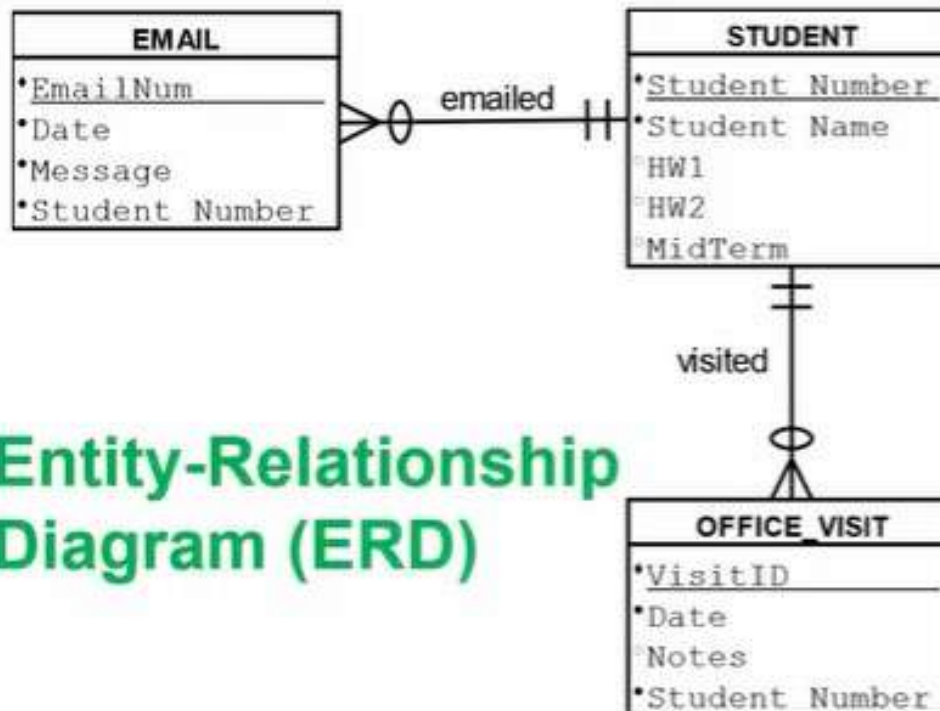 EMAIL
EmailNum
Date
Message
Student Number
emailed
STUDENT
Student Number
Student Name
HW1
HW2
MidTerm
visited
Entity-Relationship
Diagram (ERD)
OFFICE_VISIT
VisitID
Date
Notes
Student Number